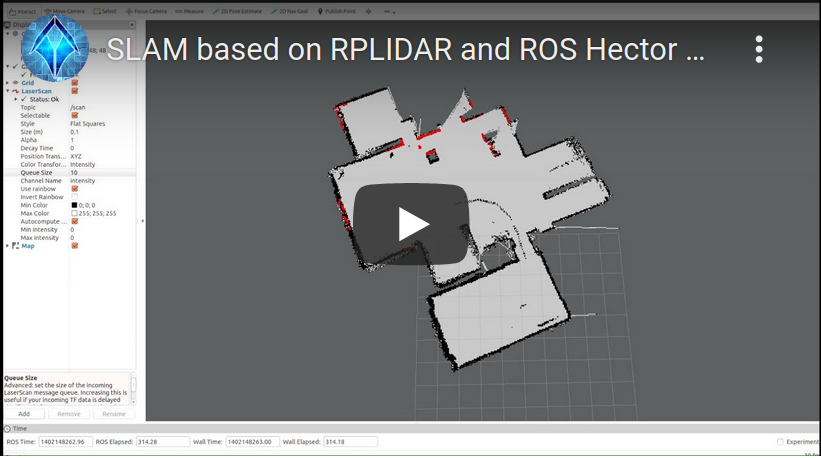 Interact Move Camera Select Focus Camera Measure 2D Pose Estimate 2D Nav Goal Publish Point
SLAM based on RPLIDAR and ROS Hector ...
Grid
LaserScan
Status: Ok
Topic /scan
Selectable
Style Flat Squares
Size (m) 0.1
Alpha 1
Decay Time 0
Position Trans... XYZ
Color Transfor... Intensity
Queue Size 10
Channel Name intensity
Use rainbow
Invert Rainbow
Min Color 0; 0; 0
Max Color 255; 255; 255
Autocompute ...
Min Intensity 0
Max Intensity 0
Map
Queue Size
Advanced: set the size of the incoming
LaserScan message queue. Increasing this is
useful if your incoming TF data is delayed
Add Remove Rename
Time
ROS Time: 1402148262.96 ROS Elapsed: 314.28 Wall Time: 1402148263.00 Wall Elapsed: 314.18 Experiment